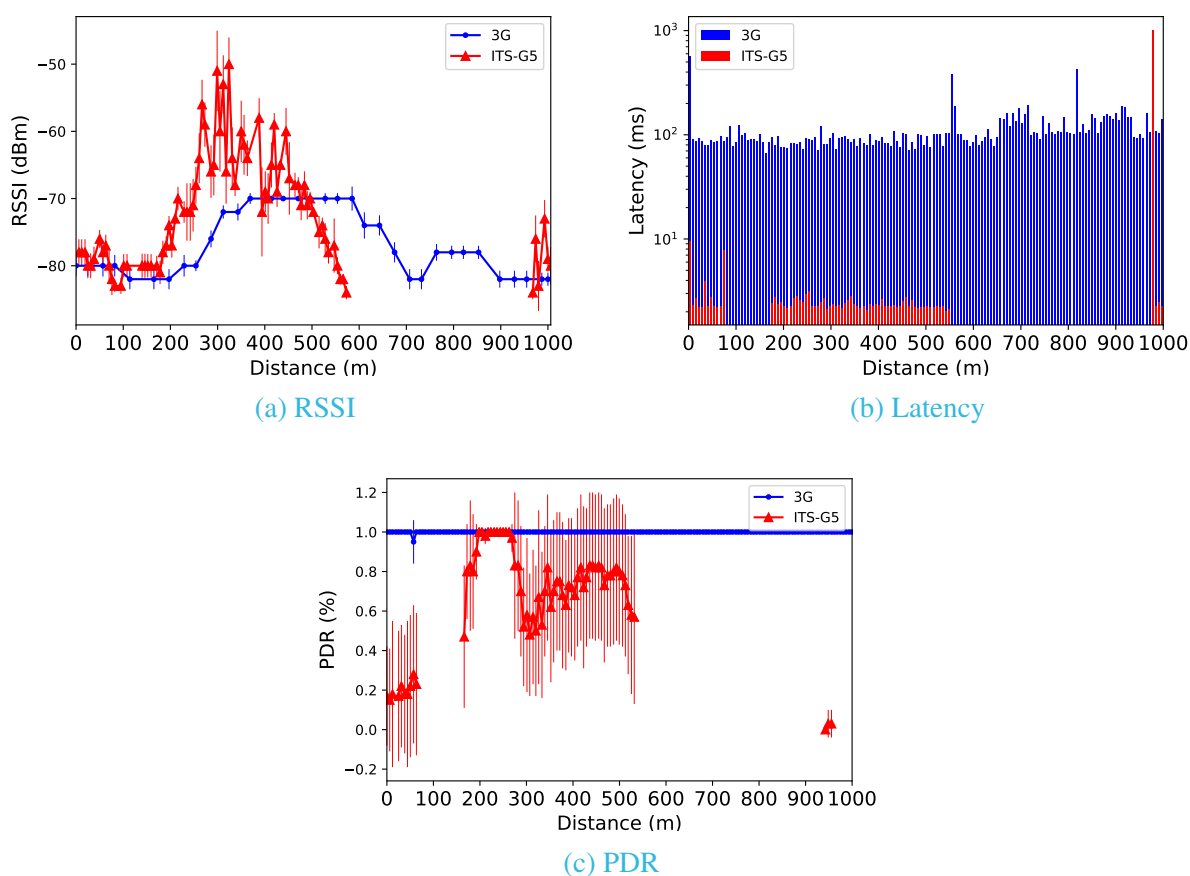 3G
ITS-G5
−50
−60
−70
−80
RSSI (dBm)
0 100 200 300 400 500 600 700 800 900 1000
Distance (m)
(a) RSSI
3G
ITS-G5
10³
10²
10¹
Latency (ms)
0 100 200 300 400 500 600 700 800 900 1000
Distance (m)
(b) Latency
3G
ITS-G5
1.2
1.0
0.8
0.6
0.4
0.2
0.0
−0.2
PDR (%)
0 100 200 300 400 500 600 700 800 900 1000
Distance (m)
(c) PDR